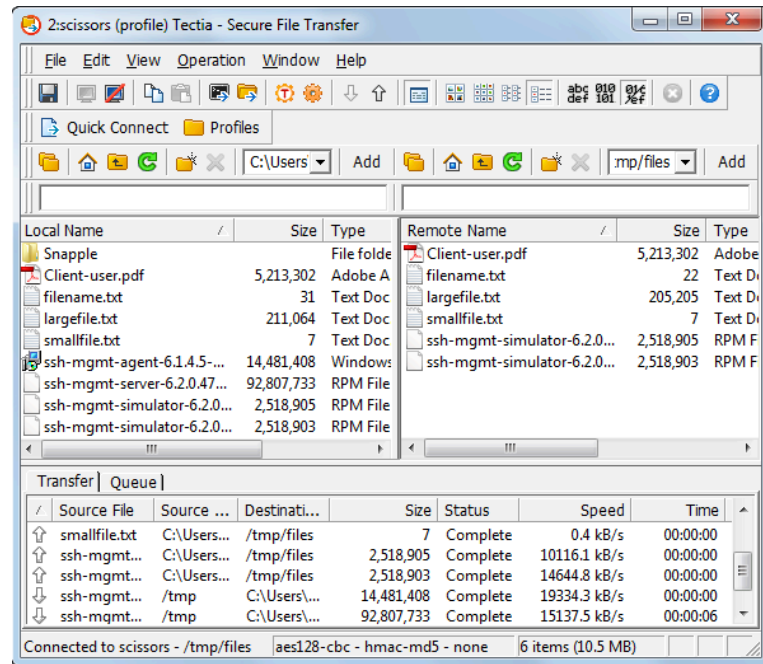 2:scissors (profile) Tectia - Secure File Transfer
File Edit View Operation Window Help
abc def 010 101
Quick Connect Profiles
C:\Users Add :mp/files Add
Local Name Size Type Remote Name Size Type
Snapple File folde Client-user.pdf 5,213,302 Adobe
Client-user.pdf 5,213,302 Adobe A filename.txt 22 Text D
filename.txt 31 Text Doc largefile.txt 205,205 Text D
largefile.txt 211,064 Text Doc smallfile.txt 7 Text D
smallfile.txt 7 Text Doc ssh-mgmt-simulator-6.2.0... 2,518,905 RPM F
ssh-mgmt-agent-6.1.4.5-... 14,481,408 Windows ssh-mgmt-simulator-6.2.0... 2,518,903 RPM F
ssh-mgmt-server-6.2.0.47... 92,807,733 RPM File
ssh-mgmt-simulator-6.2.0... 2,518,905 RPM File
ssh-mgmt-simulator-6.2.0... 2,518,903 RPM File
Transfer Queue
Source File Source ... Destinati... Size Status Speed Time
smallfile.txt C:\Users... /tmp/files 7 Complete 0.4 kB/s 00:00:00
ssh-mgmt... C:\Users... /tmp/files 2,518,905 Complete 10116.1 kB/s 00:00:00
ssh-mgmt... C:\Users... /tmp/files 2,518,903 Complete 14644.8 kB/s 00:00:00
ssh-mgmt... /tmp C:\Users\... 14,481,408 Complete 19334.3 kB/s 00:00:00
ssh-mgmt... /tmp C:\Users\... 92,807,733 Complete 15137.5 kB/s 00:00:06
Connected to scissors - /tmp/files aes128-cbc - hmac-md5 - none 6 items (10.5 MB)